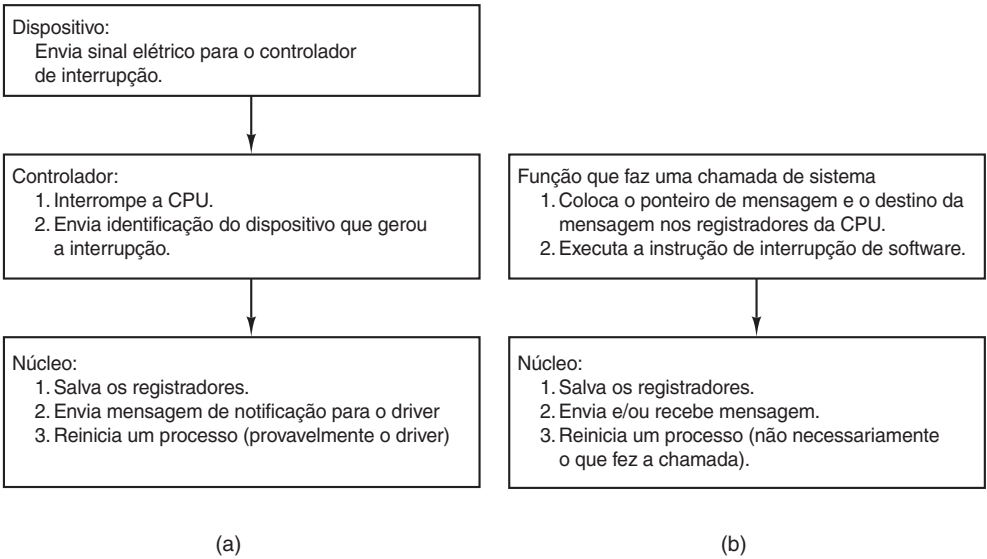 Dispositivo:
Envia sinal elétrico para o controlador
de interrupção.
Controlador:
1. Interrompe a CPU.
2. Envia identificação do dispositivo que gerou
a interrupção.
Núcleo:
1. Salva os registradores.
2. Envia mensagem de notificação para o driver
3. Reinicia um processo (provavelmente o driver)
(a)
Função que faz uma chamada de sistema
1. Coloca o ponteiro de mensagem e o destino da
mensagem nos registradores da CPU.
2. Executa a instrução de interrupção de software.
Núcleo:
1. Salva os registradores.
2. Envia e/ou recebe mensagem.
3. Reinicia um processo (não necessariamente
o que fez a chamada).
(b)